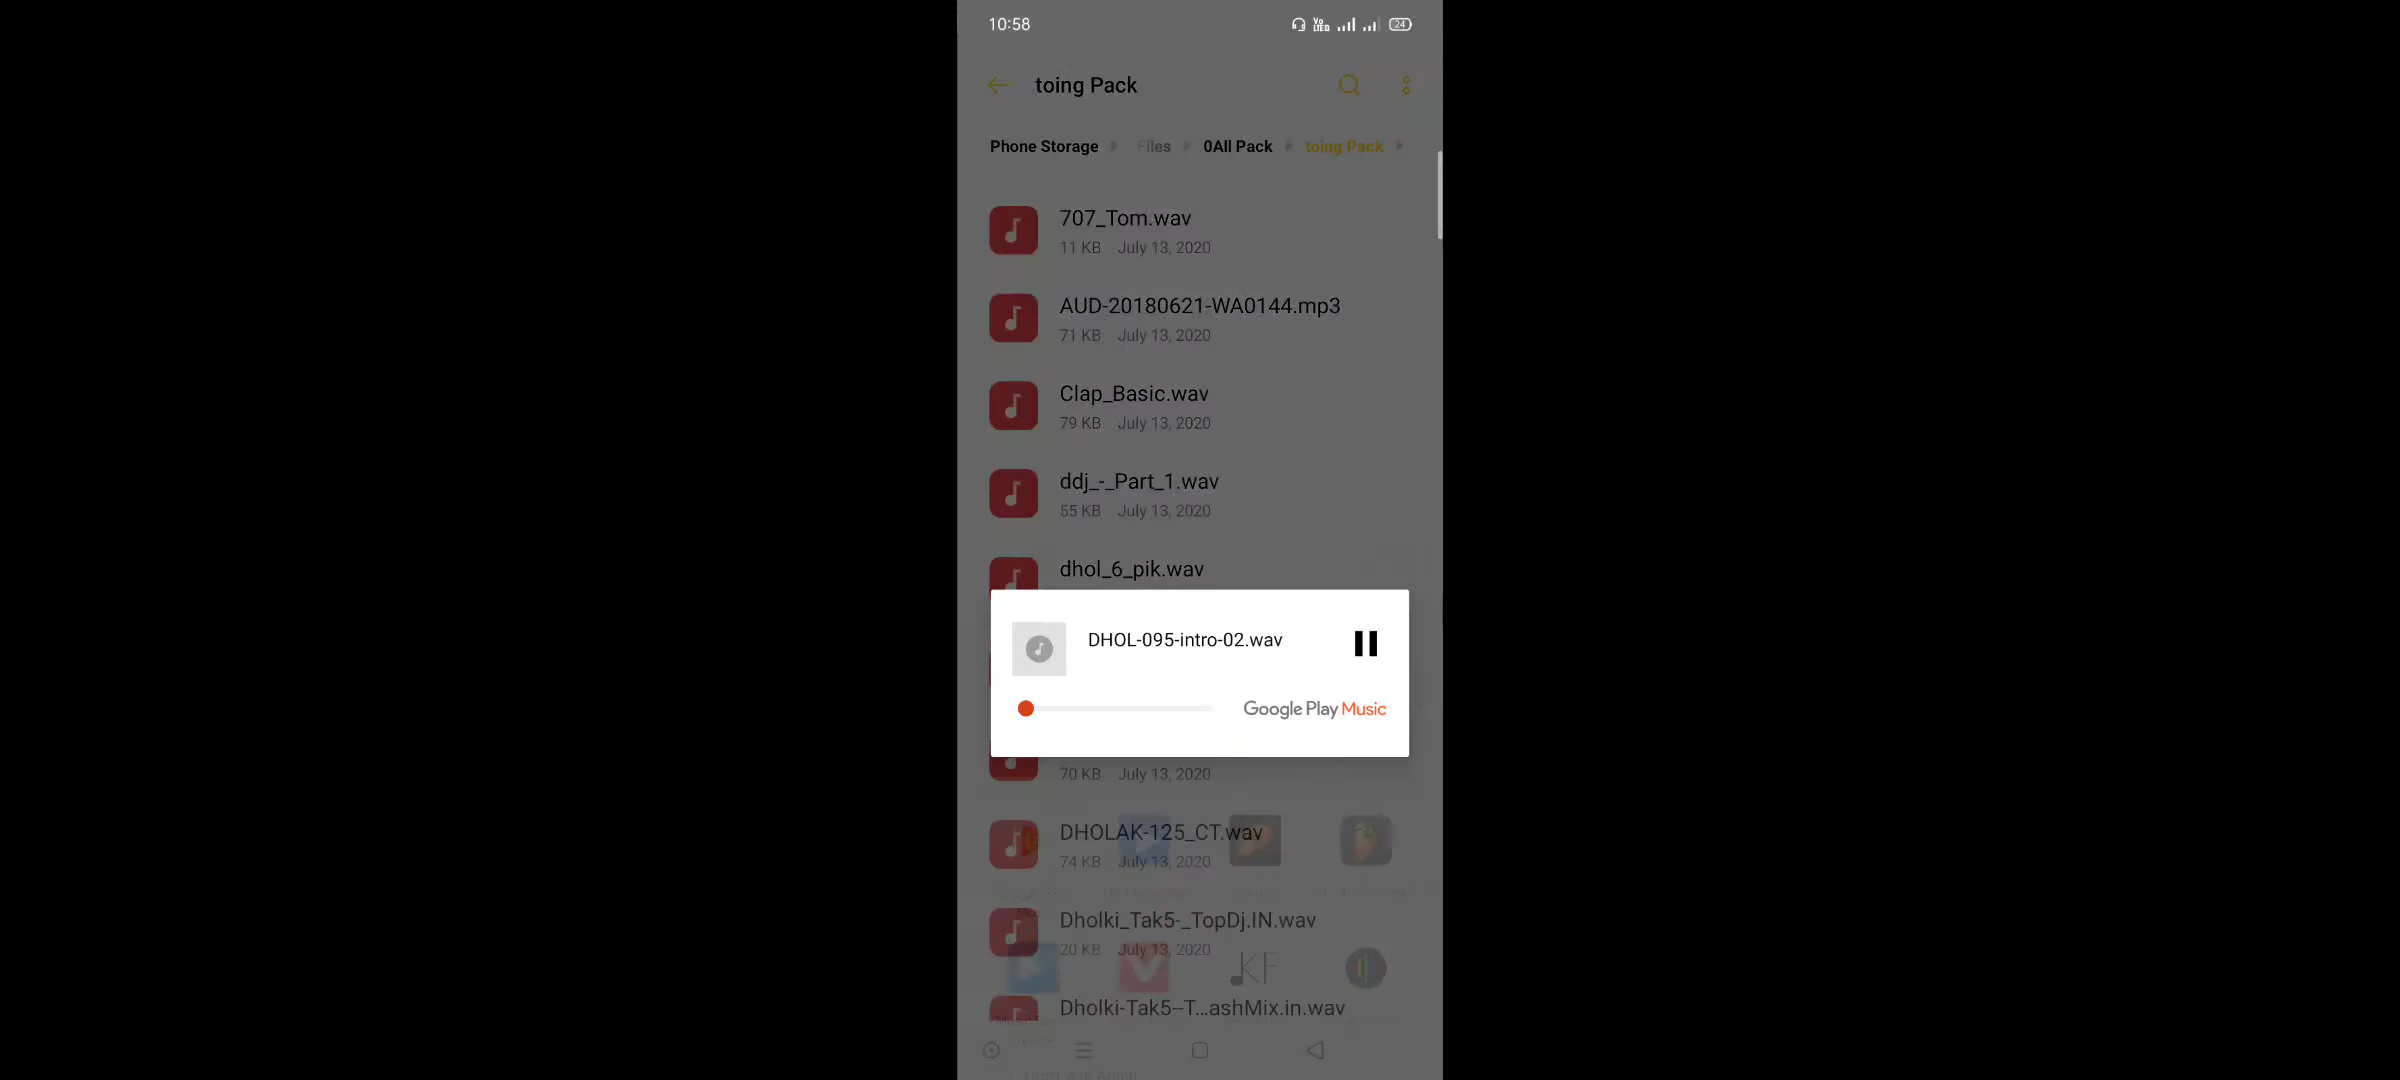 10:58
Vo LTED 24
toing Pack
Phone Storage Files 0All Pack toing Pack
707_Tom.wav
11 KB July 13, 2020
AUD-20180621-WA0144.mp3
71 KB July 13, 2020
Clap_Basic.wav
79 KB July 13, 2020
ddj_-_Part_1.wav
55 KB July 13, 2020
dhol_6_pik.wav
DHOL-095-intro-02.wav
Google Play Music
70 KB July 13, 2020
DHOLAK-125_CT.wav
74 KB July 13, 2020
Dholki_Tak5-_TopDj.IN.wav
20 KB July 13, 2020
KF
Dholki-Tak5--T...ashMix.in.wav